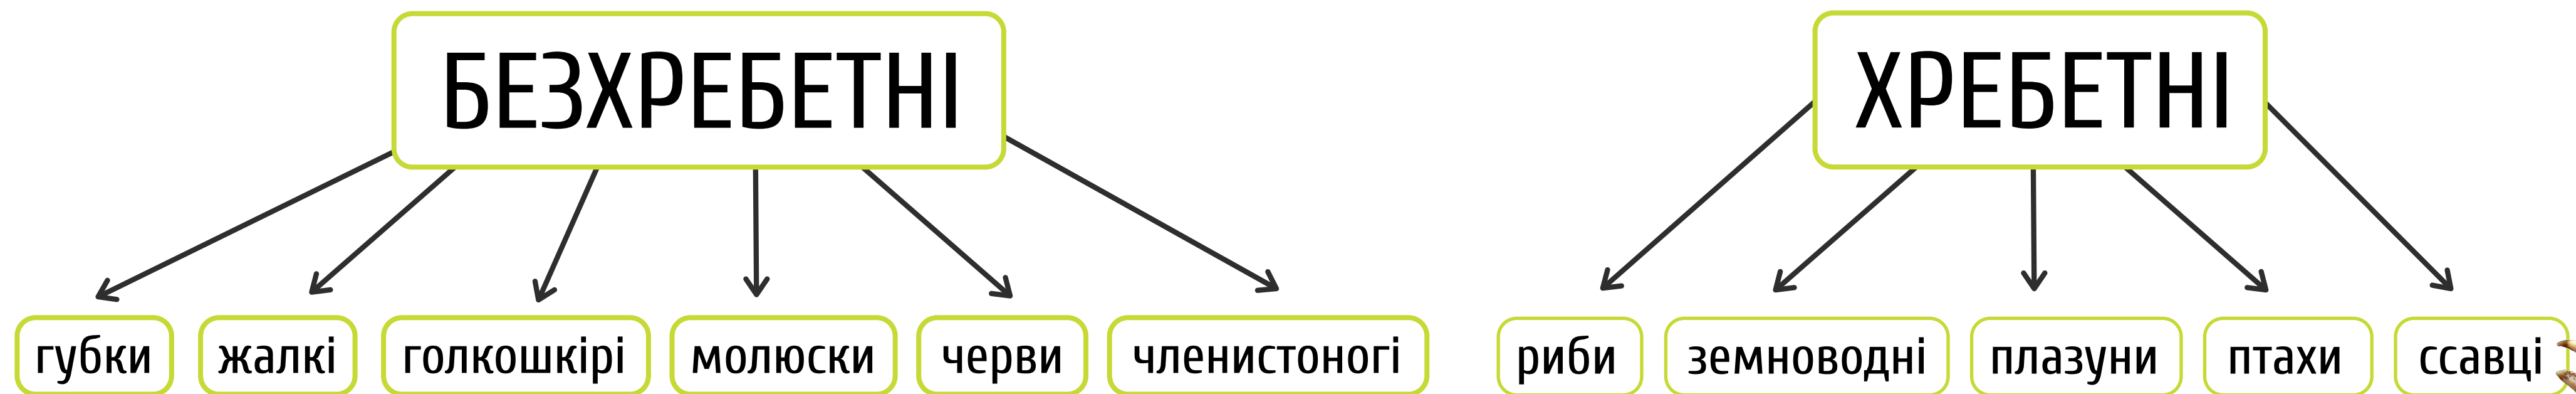 БЕЗХРЕБЕТНІ
губки жалкі голкошкірі молюски черви членистоногі
ХРЕБЕТНІ
риби земноводні плазуни птахи ссавці